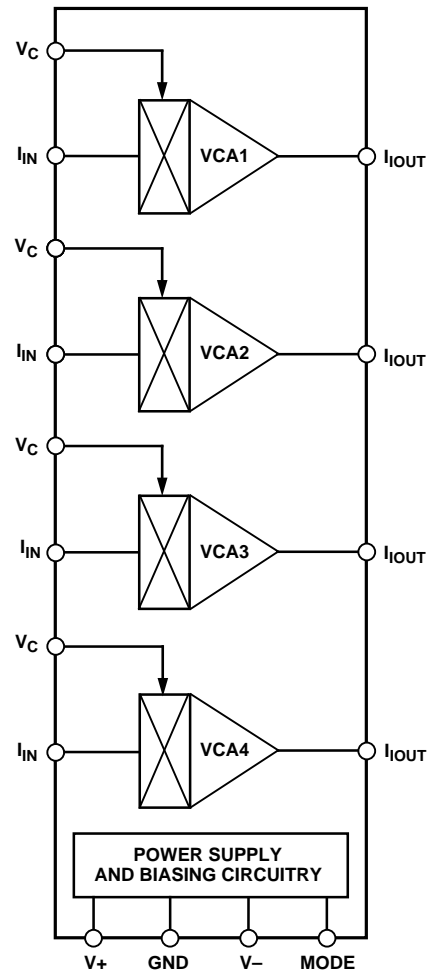 VC
IIN
VCA1
IIOUT
VC
IIN
VCA2
IIOUT
VC
IIN
VCA3
IIOUT
VC
IIN
VCA4
IIOUT
POWER SUPPLY
AND BIASING CIRCUITRY
V+ GND V– MODE